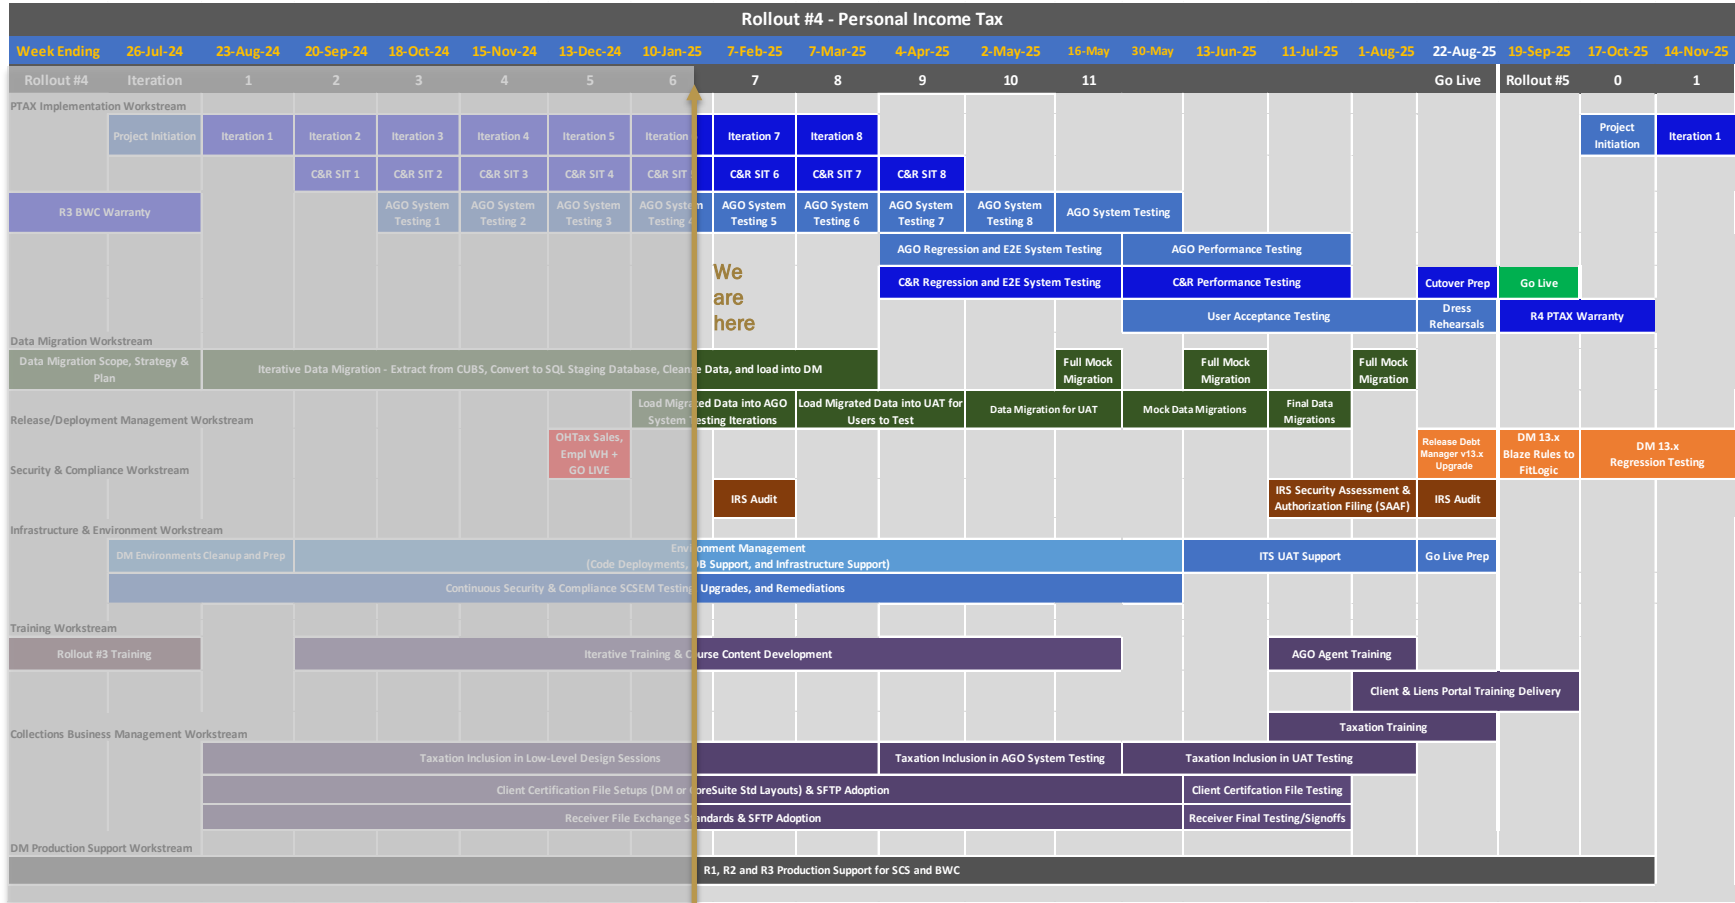 Rollout #4 - Personal Income Tax
Week Ending 26-Jul-24 23-Aug-24 20-Sep-24 18-Oct-24 15-Nov-24 13-Dec-24 10-Jan-25 7-Feb-25 7-Mar-25 4-Apr-25 2-May-25 16-May 30-May 13-Jun-25 11-Jul-25 1-Aug-25 22-Aug-25 19-Sep-25 17-Oct-25 14-Nov-25
Rollout #4 Iteration 1 2 3 4 5 6 7 8 9 10 11 Go Live Rollout #5 0 1
PTAX Implementation Workstream
Project Initiation Iteration 1 Iteration 2 Iteration 3 Iteration 4 Iteration 5 Iteration Iteration 7 Iteration 8
Project
Initiation
Iteration 1
C&R SIT 1 C&R SIT 2 C&R SIT 3 C&R SIT 4 C&R SIT C&R SIT 6 C&R SIT 7 C&R SIT 8
R3 BWC Warranty
AGO System
Testing 1
AGO System
Testing 2
AGO System
Testing 3
AGO System
Testing 4
AGO System
Testing 5
AGO System
Testing 6
AGO System
Testing 7
AGO System
Testing 8
AGO System Testing
AGO Regression and E2E System Testing AGO Performance Testing
We
are
here
C&R Regression and E2E System Testing C&R Performance Testing Cutover Prep Go Live
User Acceptance Testing
Dress
Rehearsals
R4 PTAX Warranty
Data Migration Workstream
Data Migration Scope, Strategy &
Plan
Iterative Data Migration - Extract from CUBS, Convert to SQL Staging Database, Cleanse Data, and load into DM
Full Mock
Migration
Full Mock
Migration
Full Mock
Migration
Load Migrated Data into AGO
System Testing Iterations
Load Migrated Data into UAT for
Users to Test
Data Migration for UAT
Mock Data Migrations
Final Data
Migrations
Release/Deployment Management Workstream
OHTax Sales,
Empl WH +
GO LIVE
Release Debt
Manager v13.x
Upgrade
DM 13.x
Blaze Rules to
FitLogic
DM 13.x
Regression Testing
Security & Compliance Workstream
IRS Audit
IRS Security Assessment &
Authorization Filing (SAAF)
IRS Audit
Infrastructure & Environment Workstream
DM Environments Cleanup and Prep
Environment Management
(Code Deployments, DB Support, and Infrastructure Support)
ITS UAT Support
Go Live Prep
Continuous Security & Compliance SCSEM Testing, Upgrades, and Remediations
Training Workstream
Rollout #3 Training Iterative Training & Course Content Development AGO Agent Training
Client & Liens Portal Training Delivery
Taxation Training
Collections Business Management Workstream
Taxation Inclusion in Low-Level Design Sessions Taxation Inclusion in AGO System Testing Taxation Inclusion in UAT Testing
Client Certification File Setups (DM or CoreSuite Std Layouts) & SFTP Adoption Client Certifcation File Testing
Receiver File Exchange Standards & SFTP Adoption Receiver Final Testing/Signoffs
DM Production Support Workstream
R1, R2 and R3 Production Support for SCS and BWC